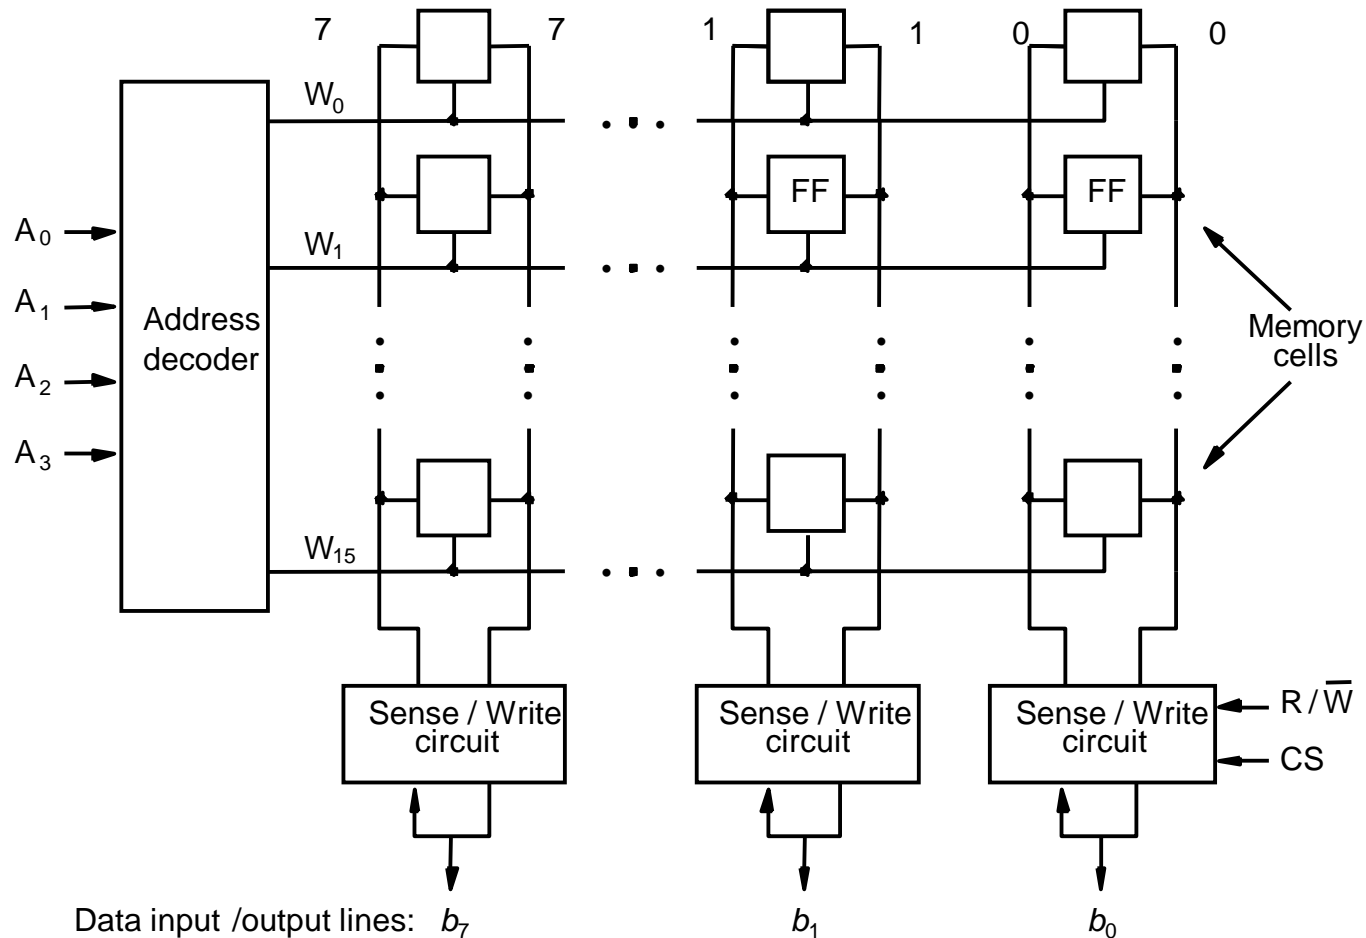 7 7 1 1 0 0
W0
FF FF
A0
W1
A1
Address
decoder
Memory
cells
A2
A3
W15
Sense / Write
circuit
Sense / Write
circuit
Sense / Write
circuit
R / W̅
CS
Data input /output lines: b7 b1 b0